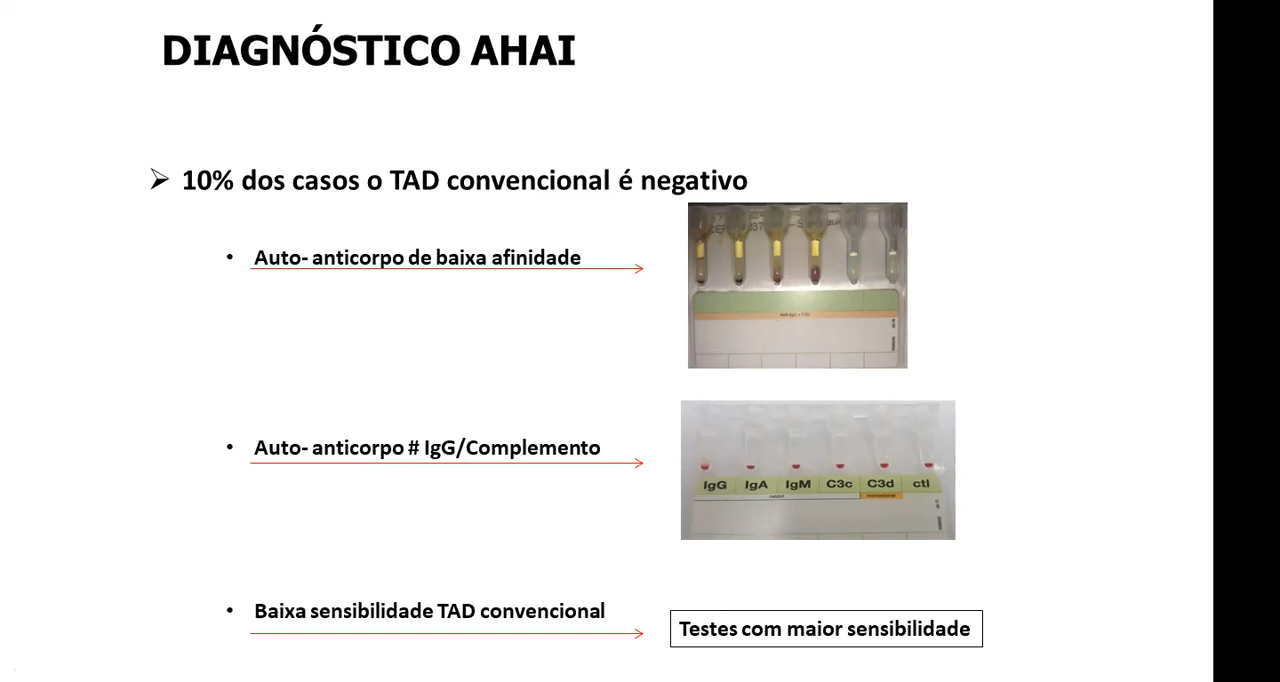 DIAGNÓSTICO AHAI
➢ 10% dos casos o TAD convencional é negativo
• Auto- anticorpo de baixa afinidade
• Auto- anticorpo # IgG/Complemento
IgG IgA IgM C3c C3d ctl
• Baixa sensibilidade TAD convencional
Testes com maior sensibilidade